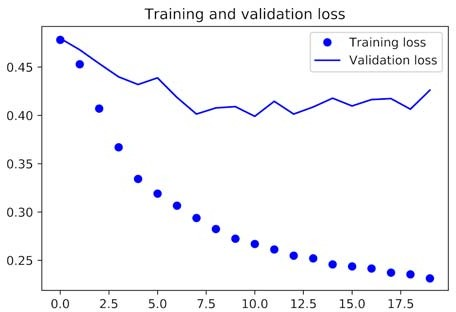 Training and validation loss
Training loss
Validation loss
0.45
0.40
0.35
0.30
0.25
0.0 2.5 5.0 7.5 10.0 12.5 15.0 17.5